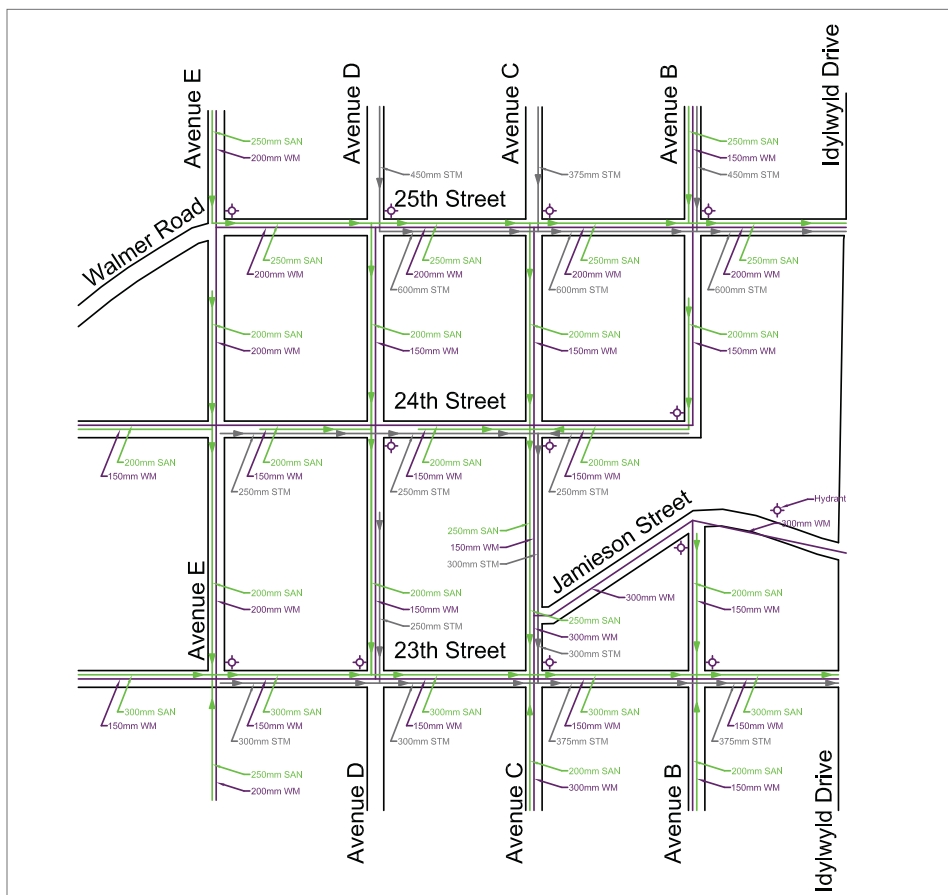 Avenue E
Avenue D
Avenue C
Avenue B
Idylwyld Drive
250mm SAN
200mm WM
450mm STM
375mm STM
250mm SAN
150mm WM
450mm STM
25th Street
Walmer Road
250mm SAN
200mm WM
250mm SAN
200mm WM
600mm STM
250mm SAN
200mm WM
600mm STM
250mm SAN
200mm WM
600mm STM
200mm SAN
200mm WM
200mm SAN
150mm WM
200mm SAN
150mm WM
200mm SAN
150mm WM
24th Street
200mm SAN
150mm WM
200mm SAN
150mm WM
250mm STM
200mm SAN
150mm WM
250mm STM
200mm SAN
150mm WM
250mm STM
Hydrant
300mm WM
250mm SAN
150mm WM
300mm STM
Jamieson Street
Avenue E
200mm SAN
200mm WM
200mm SAN
150mm WM
250mm STM
300mm WM
200mm SAN
150mm WM
250mm SAN
300mm WM
300mm STM
23th Street
300mm SAN
150mm WM
300mm SAN
150mm WM
300mm STM
300mm SAN
150mm WM
300mm STM
300mm SAN
150mm WM
375mm STM
300mm SAN
150mm WM
375mm STM
250mm SAN
200mm WM
200mm SAN
300mm WM
200mm SAN
150mm WM
Avenue D
Avenue C
Avenue B
Idylwyld Drive